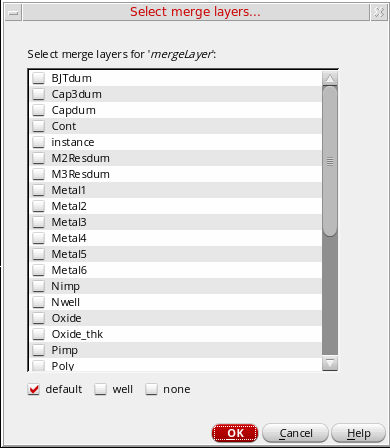 Select merge layers...
Select merge layers for 'mergeLayer':
BJTdum
Cap3dum
Capdum
Cont
instance
M2Resdum
M3Resdum
Metal1
Metal2
Metal3
Metal4
Metal5
Metal6
Nimp
Nwell
Oxide
Oxide_thk
Pimp
Poly
default well none
OK Cancel Help